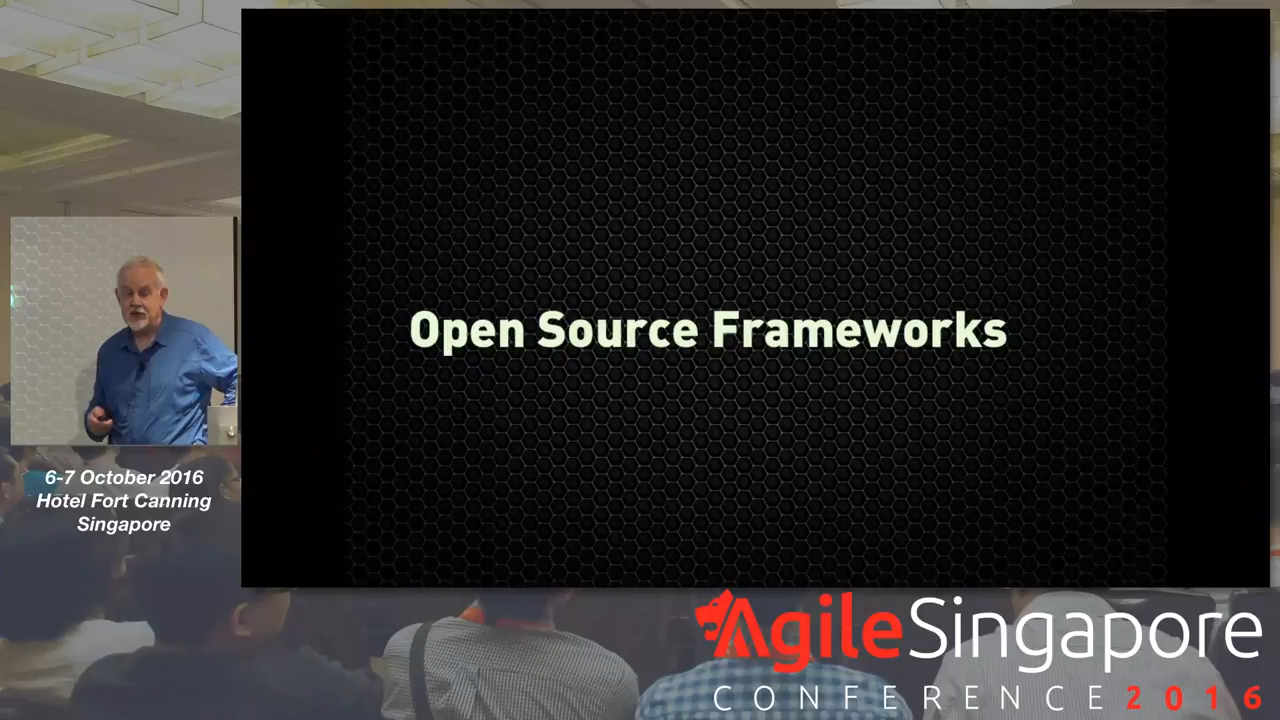 Open Source Frameworks
6-7 October 2016
Hotel Fort Canning
Singapore
AgileSingapore
CONFERENCE 2016